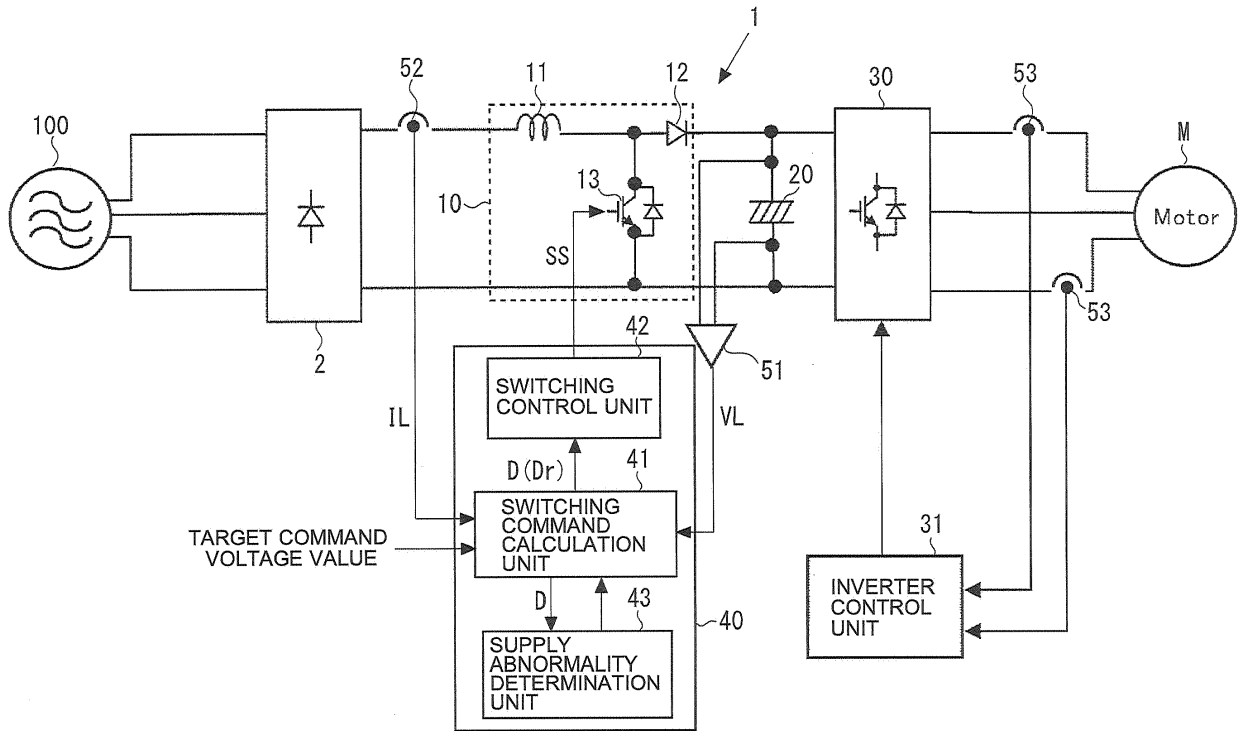 1
52
11
12
30
53
100
M
13
20
10
Motor
SS
53
2
42
51
SWITCHING
CONTROL UNIT
IL
VL
D(Dr)
41
SWITCHING
COMMAND
CALCULATION
UNIT
TARGET COMMAND
VOLTAGE VALUE
31
INVERTER
CONTROL
UNIT
D
43
40
SUPPLY
ABNORMALITY
DETERMINATION
UNIT